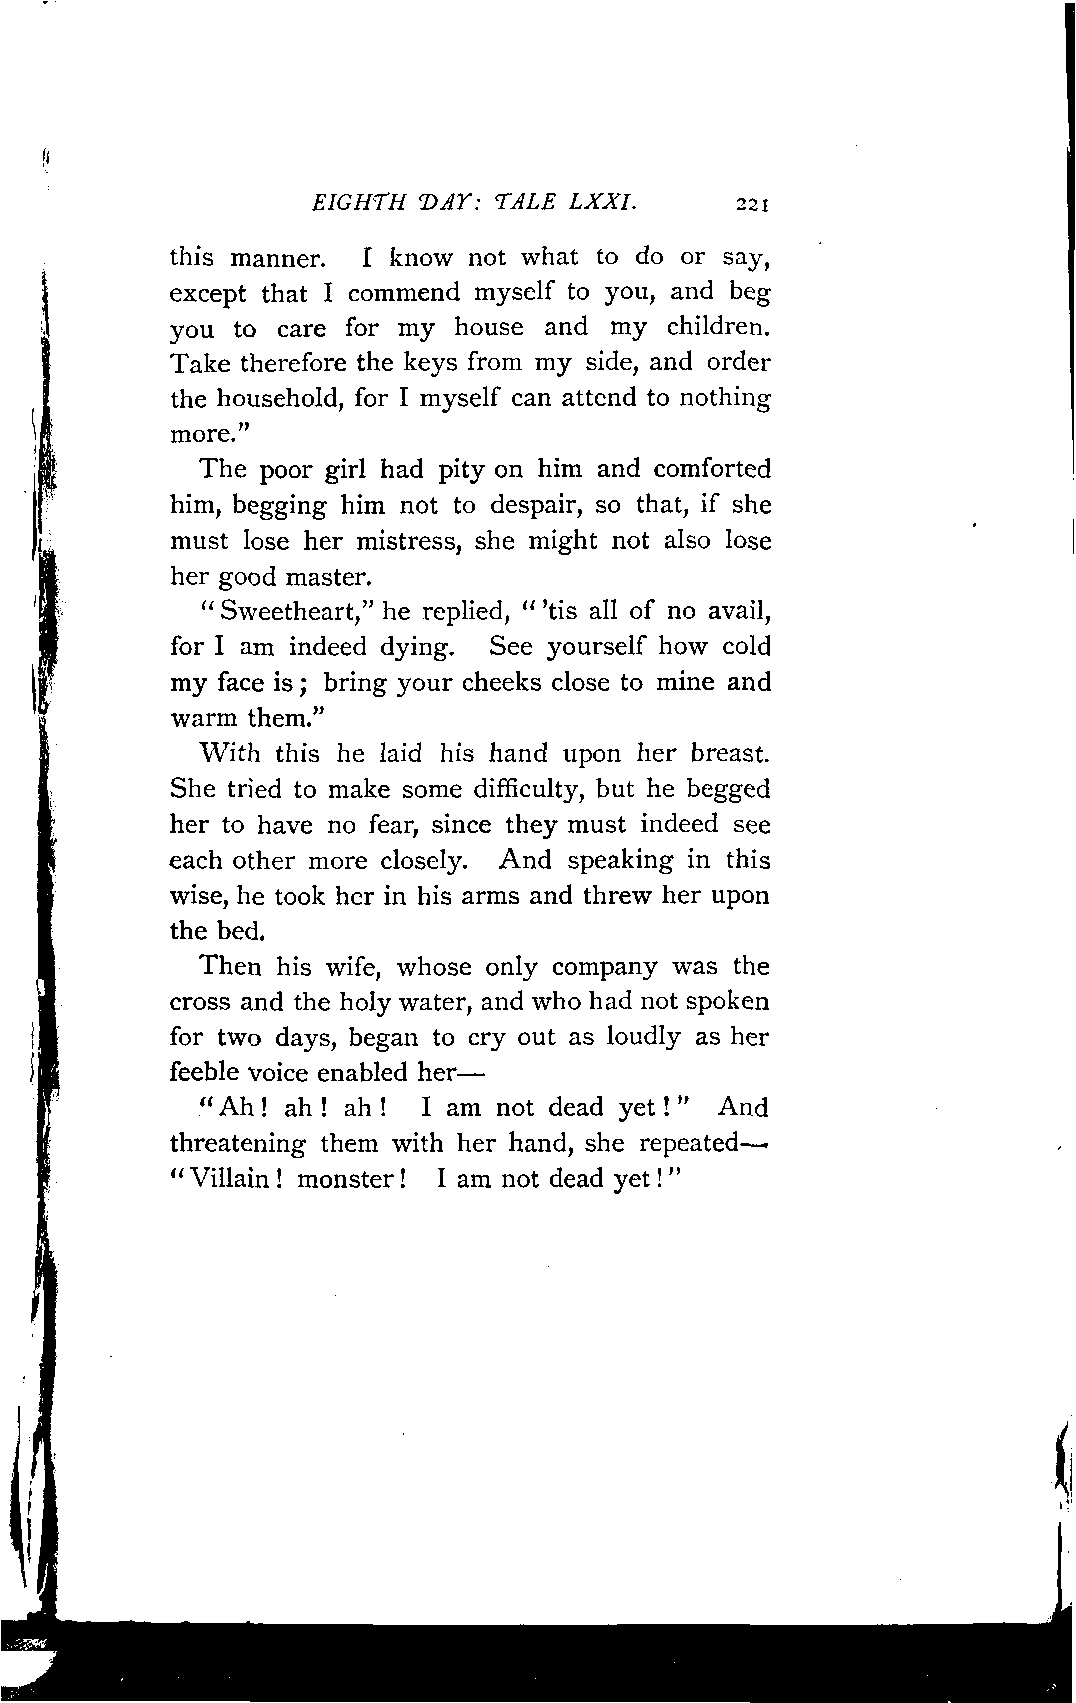 EIGHTH DAY: TALE LXXI. 221
this manner. I know not what to do or say,
except that I commend myself to you, and beg
you to care for my house and my children.
Take therefore the keys from my side, and order
the household, for I myself can attend to nothing
more.”
The poor girl had pity on him and comforted
him, begging him not to despair, so that, if she
must lose her mistress, she might not also lose
her good master.
“Sweetheart,” he replied, “’tis all of no avail,
for I am indeed dying. See yourself how cold
my face is; bring your cheeks close to mine and
warm them.”
With this he laid his hand upon her breast.
She tried to make some difficulty, but he begged
her to have no fear, since they must indeed see
each other more closely. And speaking in this
wise, he took her in his arms and threw her upon
the bed.
Then his wife, whose only company was the
cross and the holy water, and who had not spoken
for two days, began to cry out as loudly as her
feeble voice enabled her—
“Ah! ah! ah! I am not dead yet!” And
threatening them with her hand, she repeated—
“Villain! monster! I am not dead yet!”